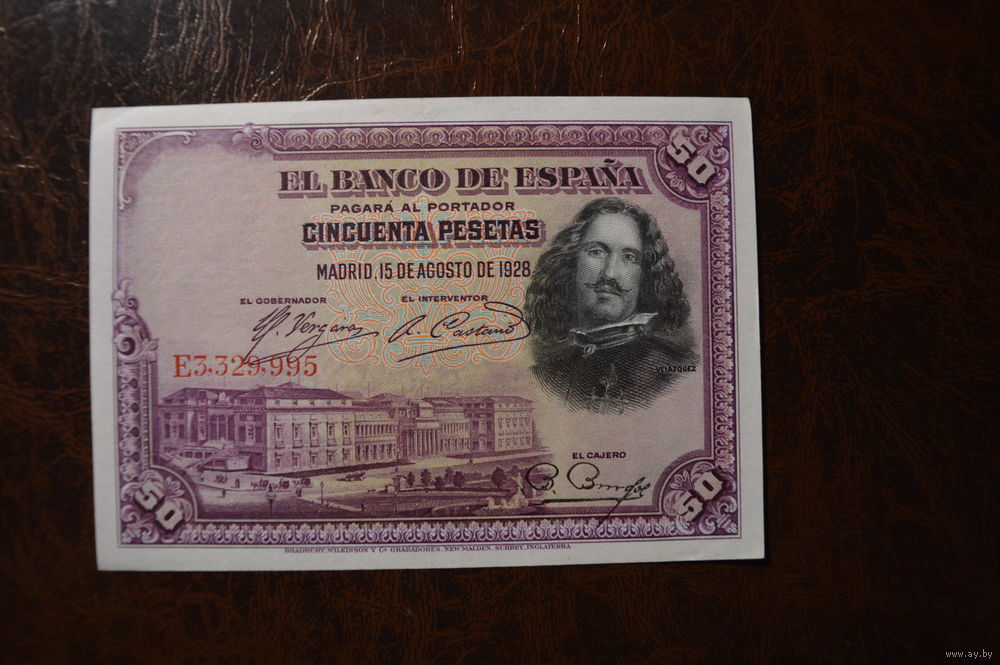 50
EL BANCO DE ESPAÑA
PAGARÁ AL PORTADOR
CINCUENTA PESETAS
MADRID, 15 DE AGOSTO DE 1928
EL GOBERNADOR EL INTERVENTOR
Vergara A. Castaño
E3,329,995
VELAZQUEZ
EL CAJERO
50 50
BRADBURY, WILKINSON Y Cª GRABADORES, NEW MALDEN, SURREY, INGLATERRA
www.ay.by